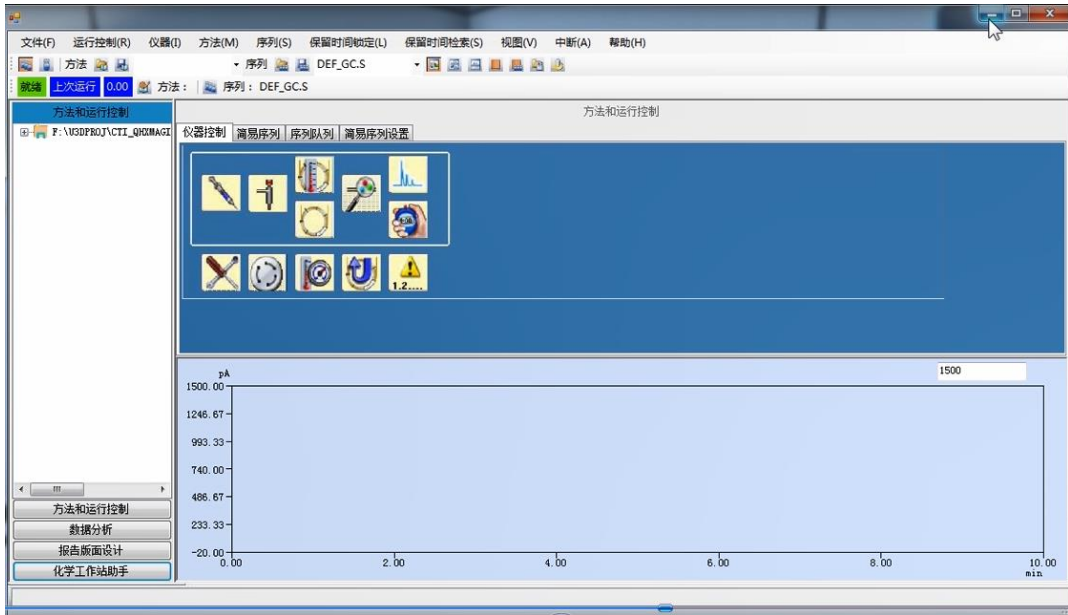 文件(F) 运行控制(R) 仪器(I) 方法(M) 序列(S) 保留时间锁定(L) 保留时间检索(S) 视图(V) 中断(A) 帮助(H)
方法 序列 DEF_GC.S
就绪 上次运行 0.00 方法: 序列: DEF_GC.S
方法和运行控制 方法和运行控制
F:\U3DPROJ\CTI_QHXMAGI 仪器控制 简易序列 序列队列 简易序列设置
1.2....
pA 1500
1500.00
1246.67
993.33
740.00
486.67
233.33
-20.00
0.00 2.00 4.00 6.00 8.00 10.00
min
方法和运行控制
数据分析
报告版面设计
化学工作站助手